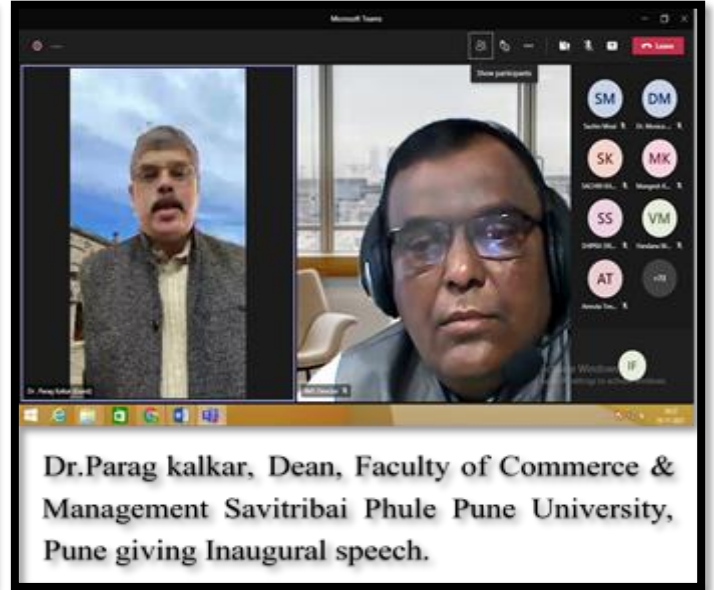 Microsoft Teams
Leave
Show participants
SM
DM
SK
MK
SS
VM
AT
+70
IF
Dr. Parag Kalkar (Guest)
Dr.Parag kalkar, Dean, Faculty of Commerce &
Management Savitribai Phule Pune University,
Pune giving Inaugural speech.